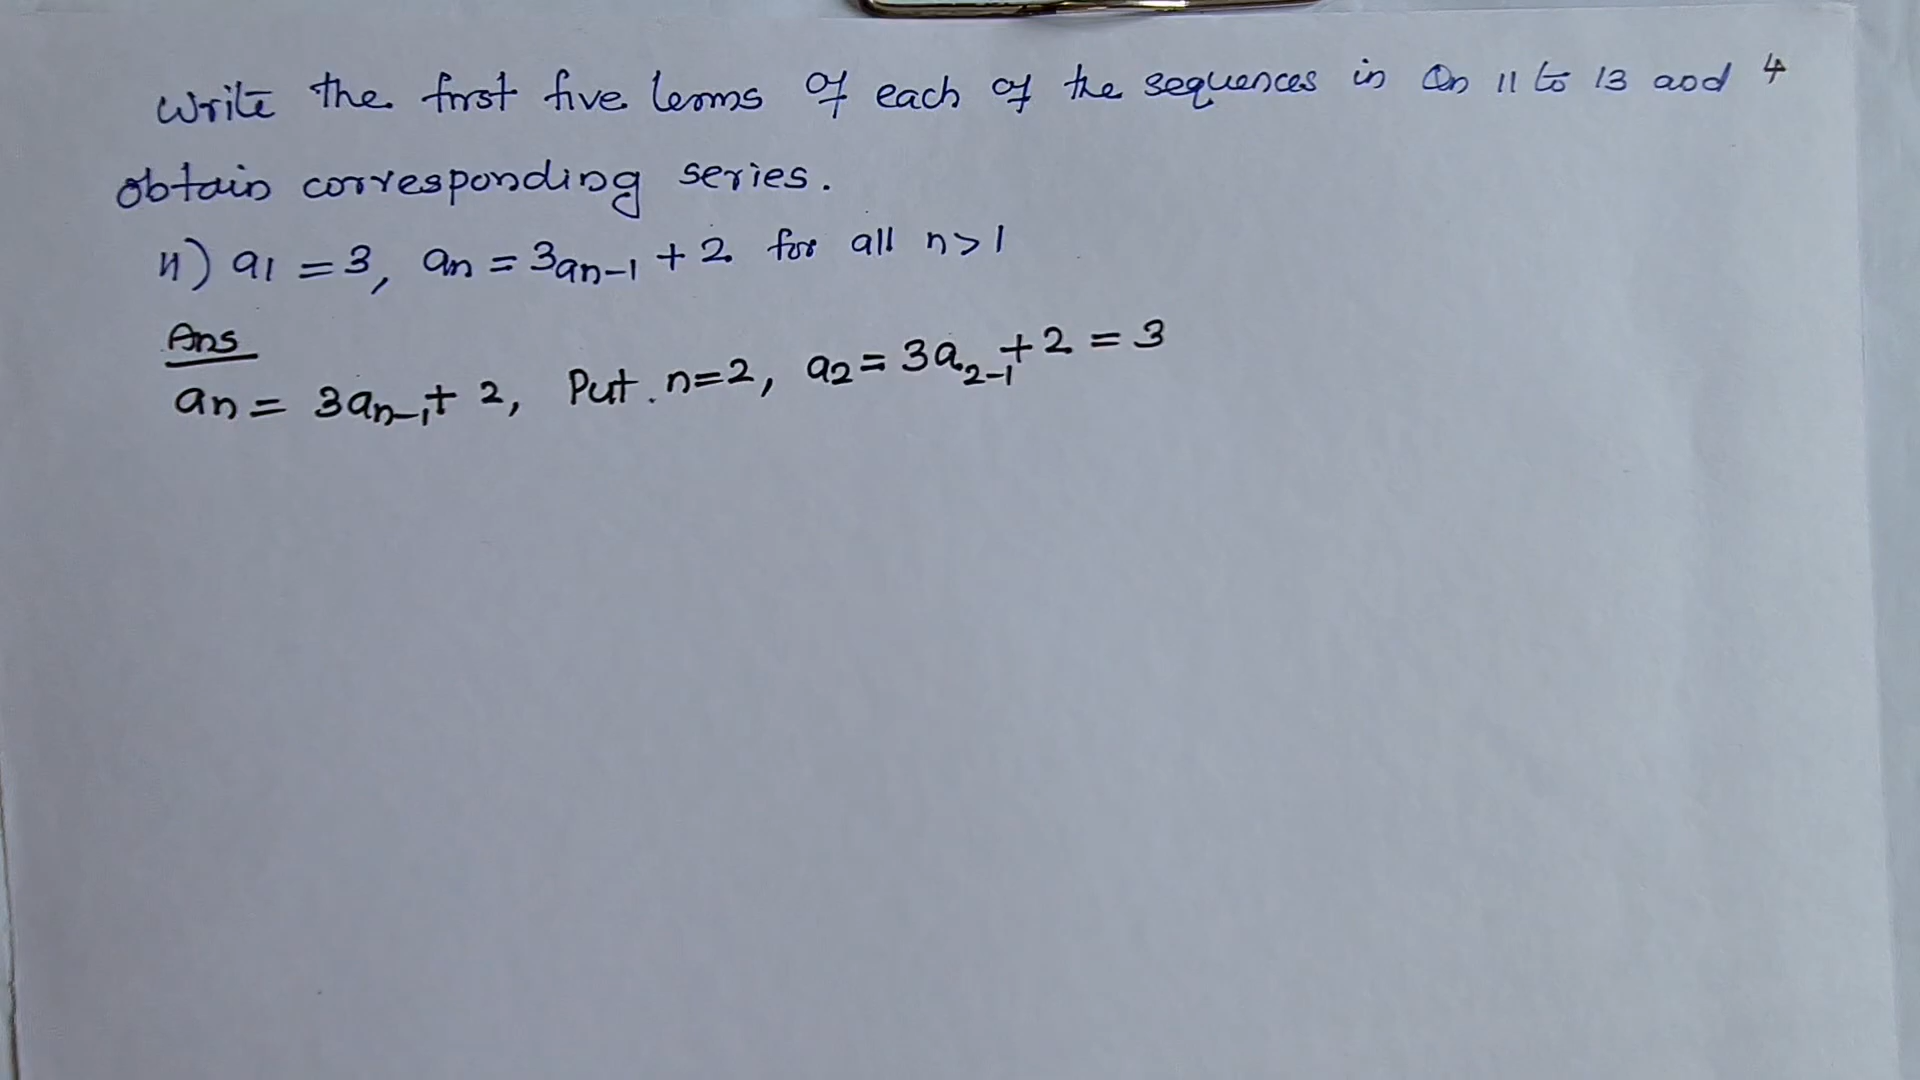 Write the first five terms of each of the sequences in Qn 11 to 13 and 4
obtain corresponding series.
11) a1 = 3, an = 3an-1 + 2 for all n > 1
Ans
an = 3an-1 + 2, Put. n=2, a2 = 3a2-1 + 2 = 3